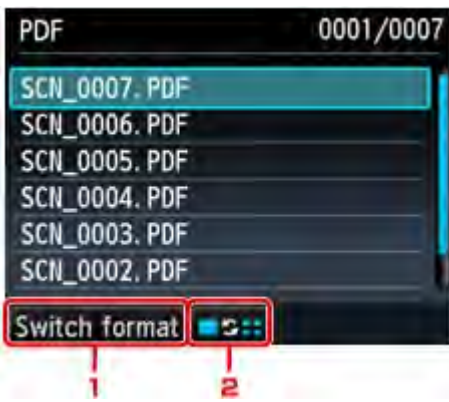 PDF 0001/0007
SCN_0007.PDF
SCN_0006.PDF
SCN_0005.PDF
SCN_0004.PDF
SCN_0003.PDF
SCN_0002.PDF
Switch format
1 2